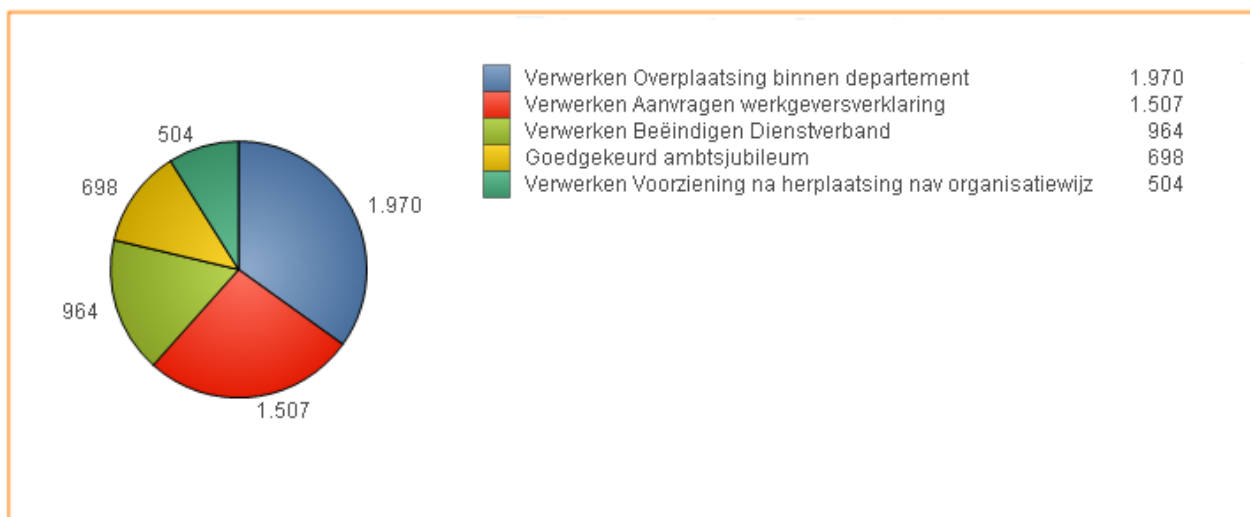 504
698
1.970
964
1.507
Verwerken Overplaatsing binnen departement 1.970
Verwerken Aanvragen werkgeversverklaring 1.507
Verwerken Beëindigen Dienstverband 964
Goedgekeurd ambtsjubileum 698
Verwerken Voorziening na herplaatsing nav organisatiewijz 504